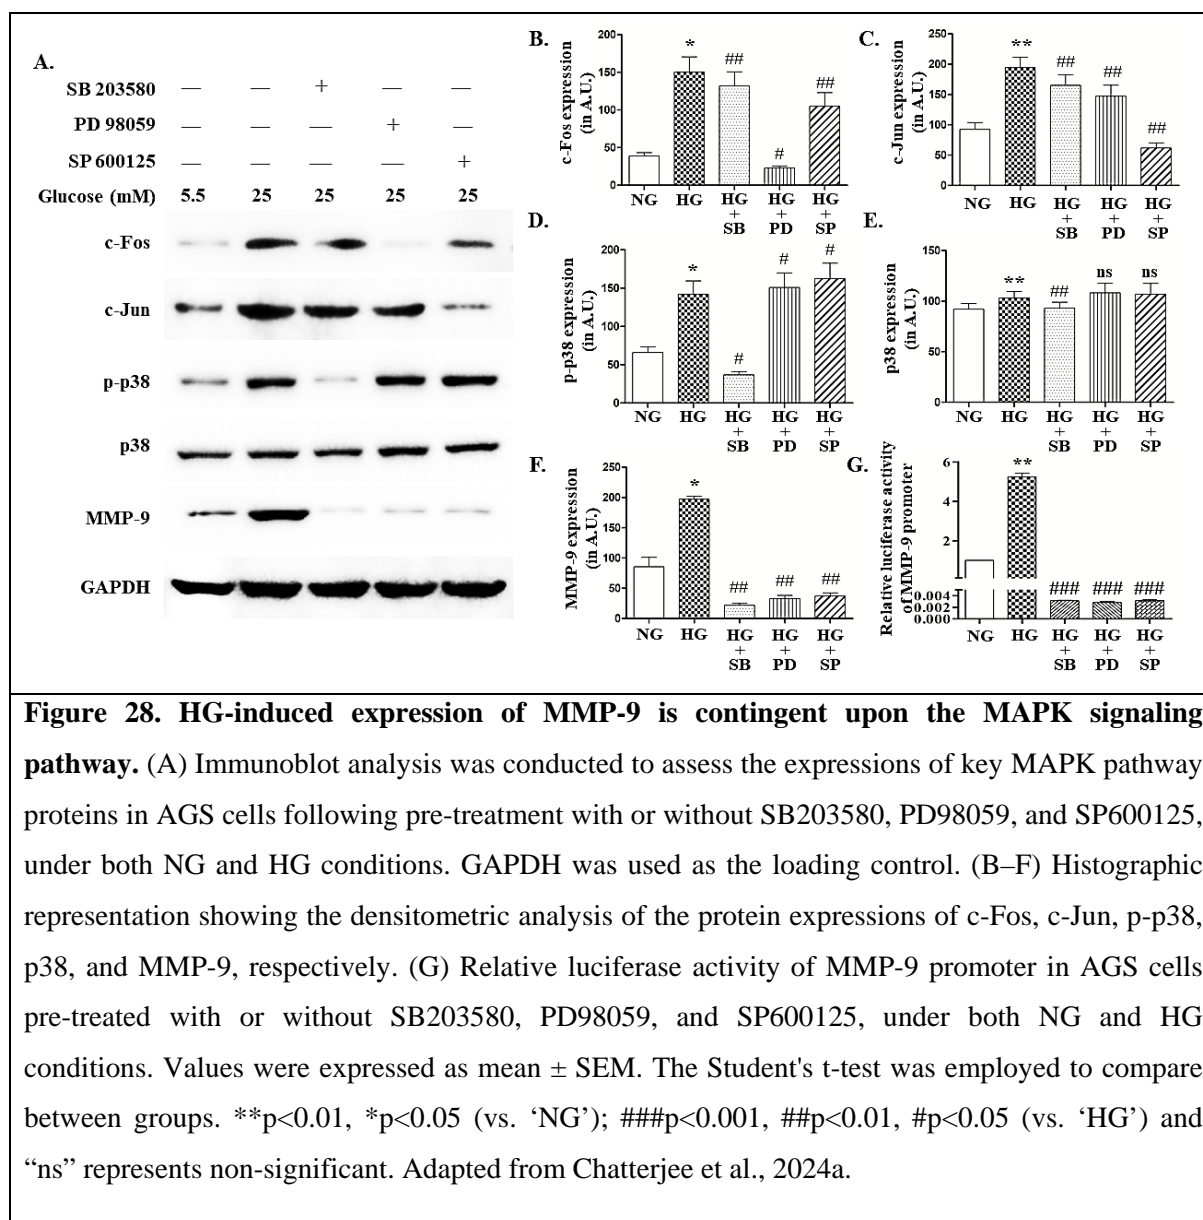 A.
SB 203580 — — + — —
PD 98059 — — — + —
SP 600125 — — — — +
Glucose (mM) 5.5 25 25 25 25
c-Fos
c-Jun
p-p38
p38
MMP-9
GAPDH
B.
c-Fos expression
(in A.U.)
200
150
100
50
0
*
##
#
##
NG HG HG + SB HG + PD HG + SP
C.
c-Jun expression
(in A.U.)
250
200
150
100
50
0
**
##
##
##
NG HG HG + SB HG + PD HG + SP
D.
p-p38 expression
(in A.U.)
200
150
100
50
0
*
#
#
#
NG HG HG + SB HG + PD HG + SP
E.
p38 expression
(in A.U.)
150
100
50
0
**
##
ns
ns
NG HG HG + SB HG + PD HG + SP
F.
MMP-9 expression
(in A.U.)
250
200
150
100
50
0
*
##
##
##
NG HG HG + SB HG + PD HG + SP
G.
Relative luciferase activity
of MMP-9 promoter
6
4
2
0.004
0.002
0.000
**
###
###
###
NG HG HG + SB HG + PD HG + SP
Figure 28. HG-induced expression of MMP-9 is contingent upon the MAPK signaling
pathway. (A) Immunoblot analysis was conducted to assess the expressions of key MAPK pathway
proteins in AGS cells following pre-treatment with or without SB203580, PD98059, and SP600125,
under both NG and HG conditions. GAPDH was used as the loading control. (B–F) Histographic
representation showing the densitometric analysis of the protein expressions of c-Fos, c-Jun, p-p38,
p38, and MMP-9, respectively. (G) Relative luciferase activity of MMP-9 promoter in AGS cells
pre-treated with or without SB203580, PD98059, and SP600125, under both NG and HG
conditions. Values were expressed as mean ± SEM. The Student's t-test was employed to compare
between groups. **p<0.01, *p<0.05 (vs. ‘NG’); ###p<0.001, ##p<0.01, #p<0.05 (vs. ‘HG’) and
“ns” represents non-significant. Adapted from Chatterjee et al., 2024a.